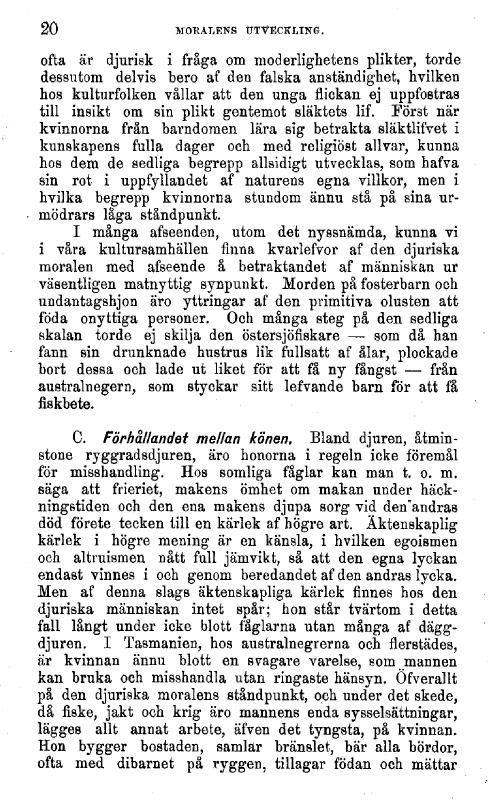 20 MORALENS UTVECKLING.
ofta är djurisk i fråga om moderlighetens plikter, torde
dessutom delvis bero af den falska anständighet, hvilken
hos kulturfolken vållar att den unga flickan ej uppfostras
till insikt om sin plikt gentemot släktets lif. Först när
kvinnorna från barndomen lära sig betrakta släktlifvet i
kunskapens fulla dager och med religiöst allvar, kunna
hos dem de sedliga begrepp allsidigt utvecklas, som hafva
sin rot i uppfyllandet af naturens egna villkor, men i
hvilka begrepp kvinnorna stundom ännu stå på sina ur-
mödrars låga ståndpunkt.
I många afseenden, utom det nyssnämda, kunna vi
i våra kultursamhällen finna kvarlefvor af den djuriska
moralen med afseende å betraktandet af människan ur
väsentligen matnyttig synpunkt. Morden på fosterbarn och
undantagshjon äro yttringar af den primitiva olusten att
föda onyttiga personer. Och många steg på den sedliga
skalan torde ej skilja den östersjöfiskare — som då han
fann sin drunknade hustrus lik fullsatt af ålar, plockade
bort dessa och lade ut liket för att få ny fångst — från
australnegern, som styckar sitt lefvande barn för att få
fiskbete.
C. Förhållandet mellan könen. Bland djuren, åtmin-
stone ryggradsdjuren, äro honorna i regeln icke föremål
för misshandling. Hos somliga fåglar kan man t. o. m.
säga att frieriet, makens ömhet om makan under häck-
ningstiden och den ena makens djupa sorg vid den andras
död förete tecken till en kärlek af högre art. Äktenskaplig
kärlek i högre mening är en känsla, i hvilken egoismen
och altruismen nått full jämvikt, så att den egna lyckan
endast vinnes i och genom beredandet af den andras lycka.
Men af denna slags äktenskapliga kärlek finnes hos den
djuriska människan intet spår; hon står tvärtom i detta
fall långt under icke blott fåglarna utan många af dägg-
djuren. I Tasmanien, hos australnegrerna och flerstädes,
är kvinnan ännu blott en svagare varelse, som mannen
kan bruka och misshandla utan ringaste hänsyn. Öfverallt
på den djuriska moralens ståndpunkt, och under det skede,
då fiske, jakt och krig äro mannens enda sysselsättningar,
lägges allt annat arbete, äfven det tyngsta, på kvinnan.
Hon bygger bostaden, samlar bränslet, bär alla bördor,
ofta med dibarnet på ryggen, tillagar födan och mättar